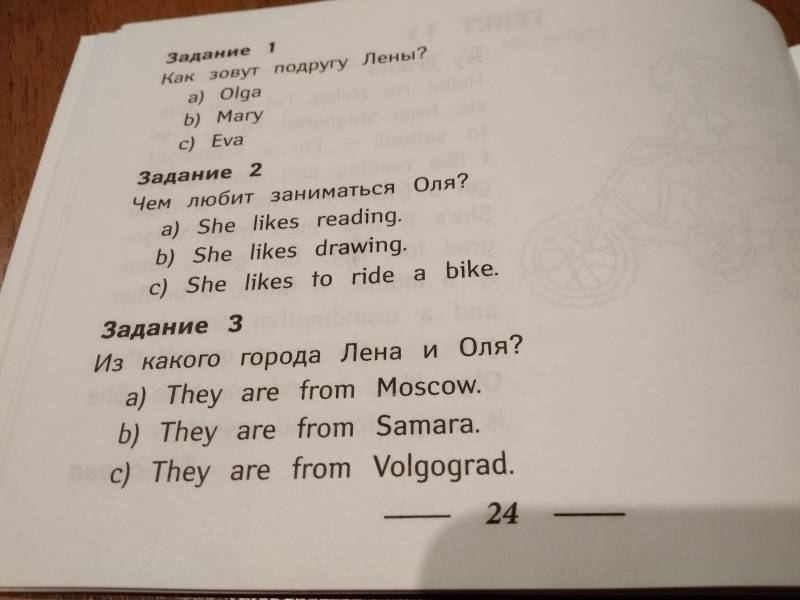 Задание 1
Как зовут подругу Лены?
a) Olga
b) Mary
c) Eva
Задание 2
Чем любит заниматься Оля?
a) She likes reading.
b) She likes drawing.
c) She likes to ride a bike.
Задание 3
Из какого города Лена и Оля?
a) They are from Moscow.
b) They are from Samara.
c) They are from Volgograd.
24